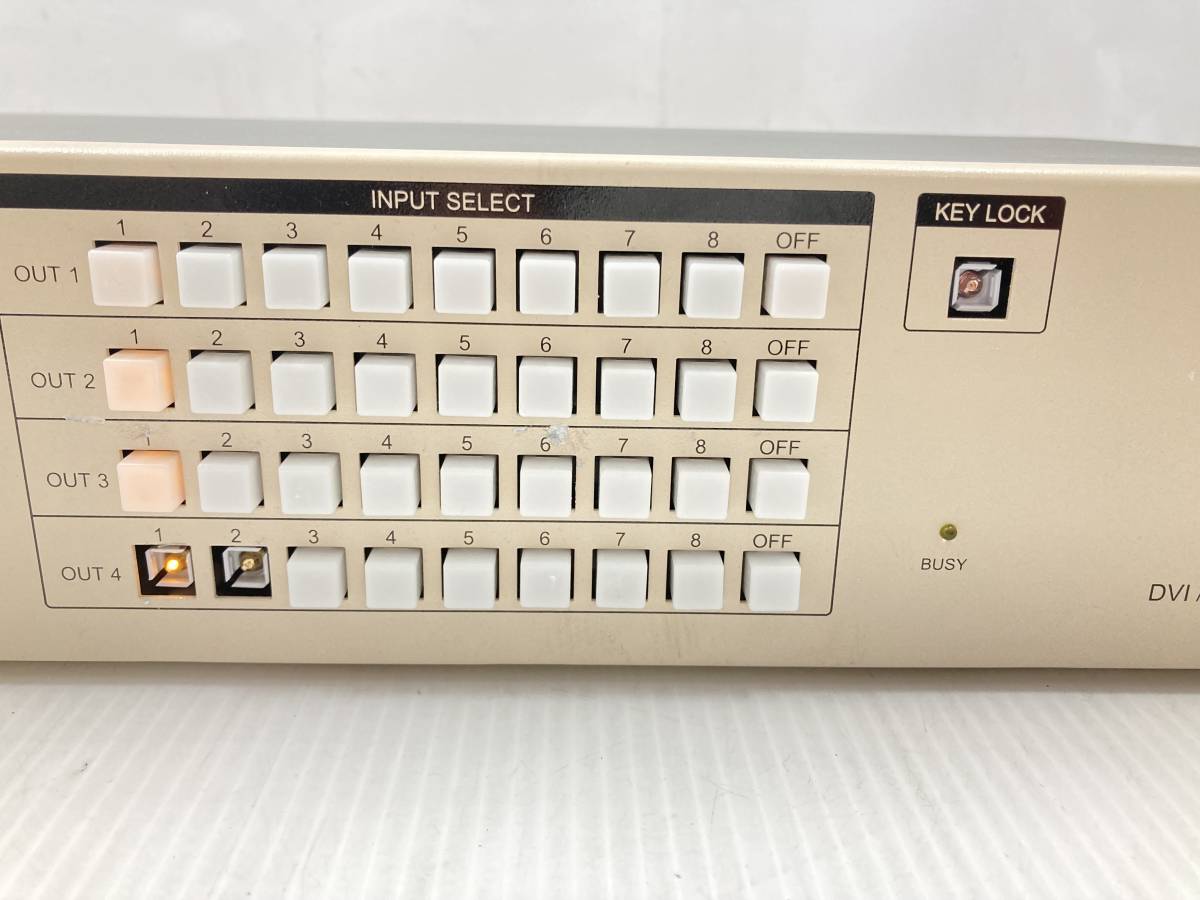 INPUT SELECT
KEY LOCK
1 2 3 4 5 6 7 8 OFF
OUT 1
1 2 3 4 5 6 7 8 OFF
OUT 2
1 2 3 4 5 6 7 8 OFF
OUT 3
1 2 3 4 5 6 7 8 OFF
OUT 4
BUSY
DVI